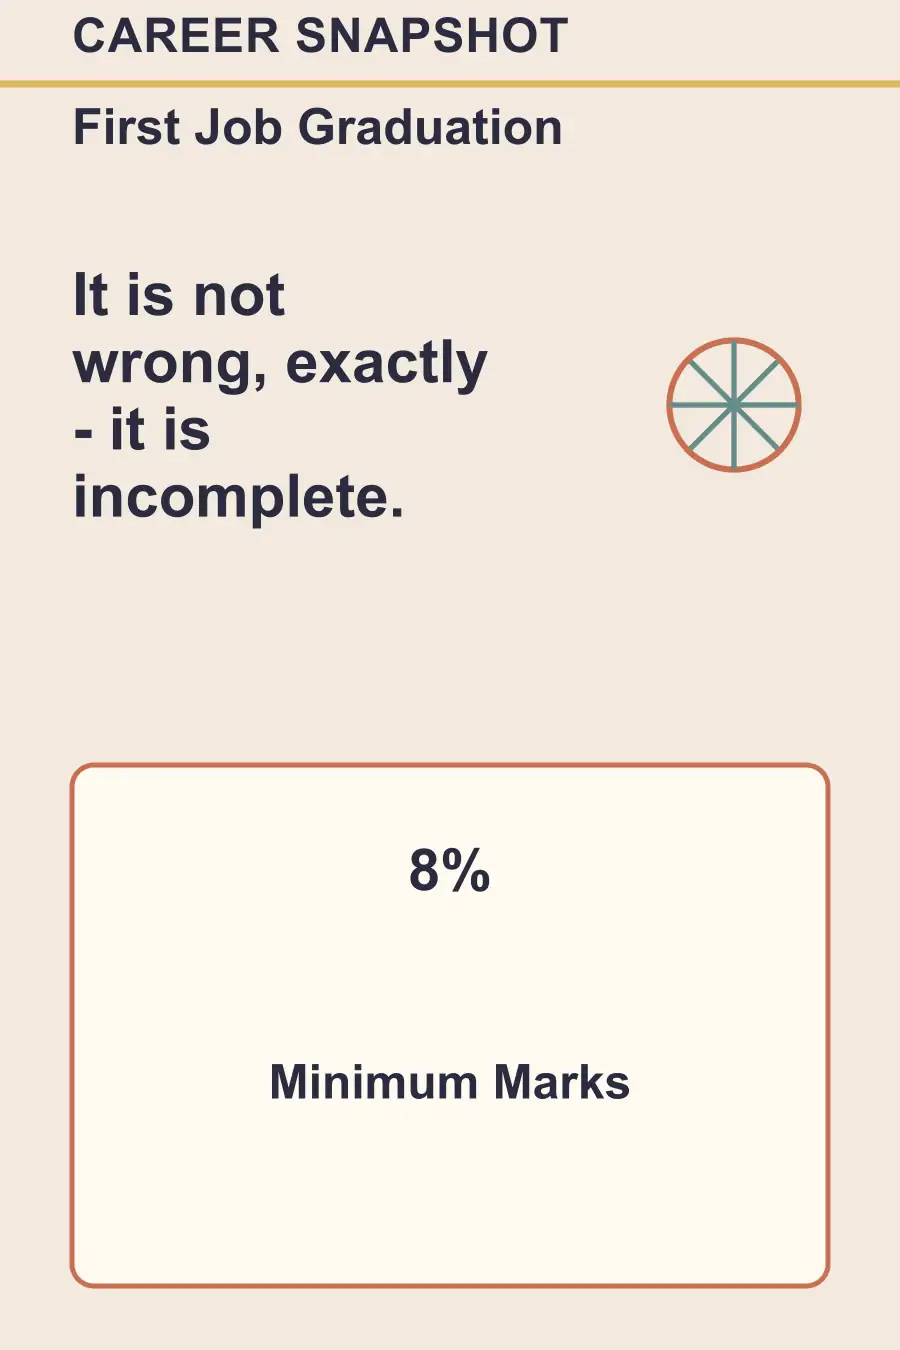 CAREER SNAPSHOT
First Job Graduation
It is not
wrong, exactly
- it is
incomplete.
8%
Minimum Marks